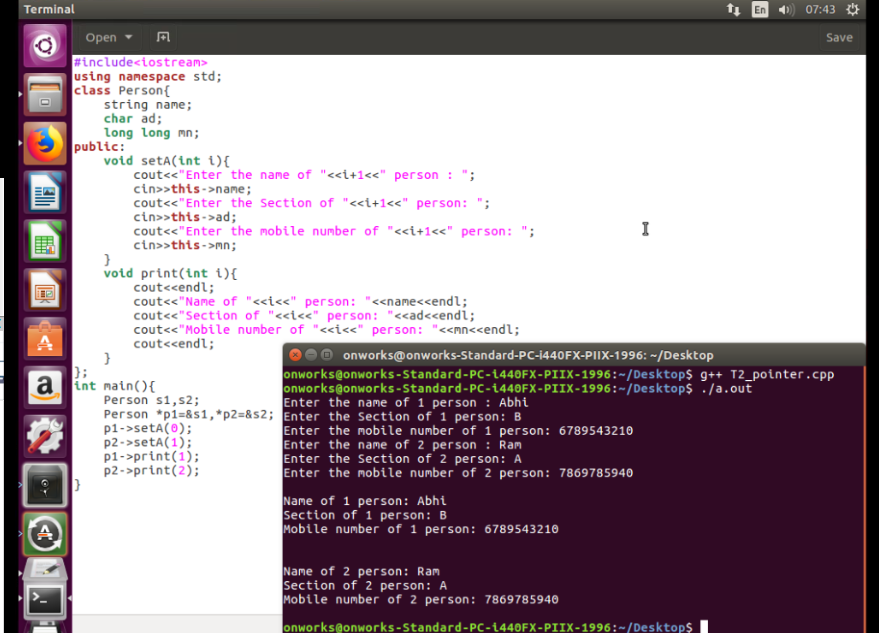 Terminal
En
07:43
Open
Save
#include<iostream>
using namespace std;
class Person{
    string name;
    char ad;
    long long mn;
public:
    void setA(int i){
        cout<<"Enter the name of "<<i+1<<" person : ";
        cin>>this->name;
        cout<<"Enter the Section of "<<i+1<<" person: ";
        cin>>this->ad;
        cout<<"Enter the mobile number of "<<i+1<<" person: ";
        cin>>this->mn;
    }
    void print(int i){
        cout<<endl;
        cout<<"Name of "<<i<<" person: "<<name<<endl;
        cout<<"Section of "<<i<<" person: "<<ad<<endl;
        cout<<"Mobile number of "<<i<<" person: "<<mn<<endl;
        cout<<endl;
    }
};
int main(){
    Person s1,s2;
    Person *p1=&s1,*p2=&s2;
    p1->setA(0);
    p2->setA(1);
    p1->print(1);
    p2->print(2);
}
onworks@onworks-Standard-PC-i440FX-PIIX-1996: ~/Desktop
onworks@onworks-Standard-PC-i440FX-PIIX-1996:~/Desktop$ g++ T2_pointer.cpp
onworks@onworks-Standard-PC-i440FX-PIIX-1996:~/Desktop$ ./a.out
Enter the name of 1 person : Abhi
Enter the Section of 1 person: B
Enter the mobile number of 1 person: 6789543210
Enter the name of 2 person : Ram
Enter the Section of 2 person: A
Enter the mobile number of 2 person: 7869785940

Name of 1 person: Abhi
Section of 1 person: B
Mobile number of 1 person: 6789543210


Name of 2 person: Ram
Section of 2 person: A
Mobile number of 2 person: 7869785940

onworks@onworks-Standard-PC-i440FX-PIIX-1996:~/Desktop$